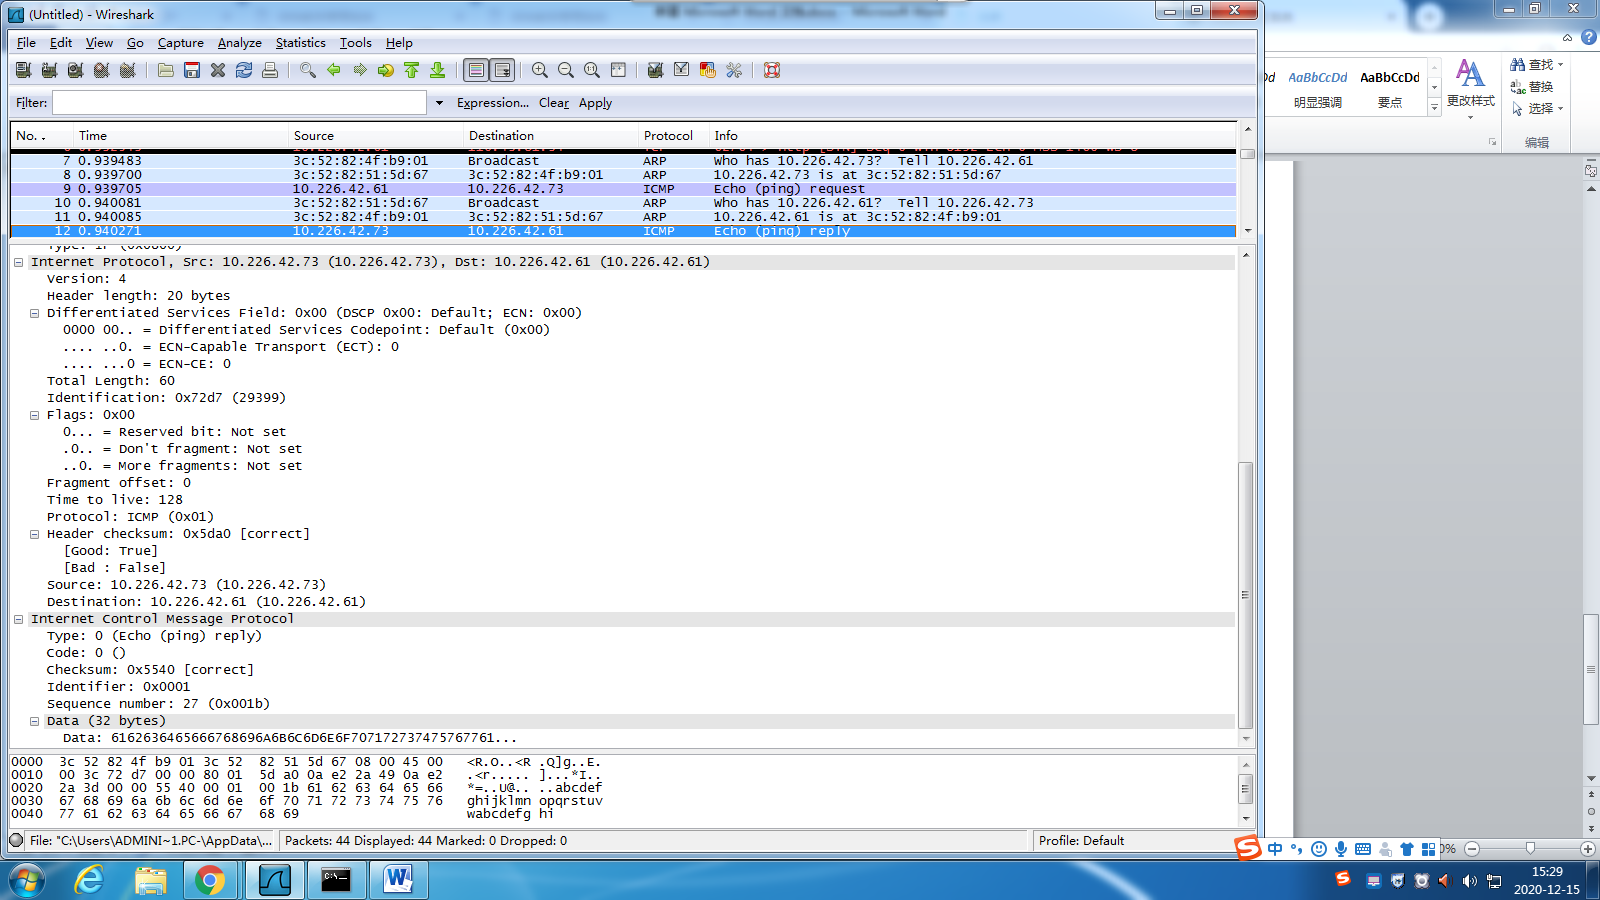 (Untitled) - Wireshark
File Edit View Go Capture Analyze Statistics Tools Help
Filter: Expression... Clear Apply
No. . Time Source Destination Protocol Info
7 0.939483 3c:52:82:4f:b9:01 Broadcast ARP Who has 10.226.42.73? Tell 10.226.42.61
8 0.939700 3c:52:82:51:5d:67 3c:52:82:4f:b9:01 ARP 10.226.42.73 is at 3c:52:82:51:5d:67
9 0.939705 10.226.42.61 10.226.42.73 ICMP Echo (ping) request
10 0.940081 3c:52:82:51:5d:67 Broadcast ARP Who has 10.226.42.61? Tell 10.226.42.73
11 0.940085 3c:52:82:4f:b9:01 3c:52:82:51:5d:67 ARP 10.226.42.61 is at 3c:52:82:4f:b9:01
12 0.940271 10.226.42.73 10.226.42.61 ICMP Echo (ping) reply
Type: IP (0x0800)
Internet Protocol, Src: 10.226.42.73 (10.226.42.73), Dst: 10.226.42.61 (10.226.42.61)
Version: 4
Header length: 20 bytes
Differentiated Services Field: 0x00 (DSCP 0x00: Default; ECN: 0x00)
0000 00.. = Differentiated Services Codepoint: Default (0x00)
.... ..0. = ECN-Capable Transport (ECT): 0
.... ...0 = ECN-CE: 0
Total Length: 60
Identification: 0x72d7 (29399)
Flags: 0x00
0... = Reserved bit: Not set
.0.. = Don't fragment: Not set
..0. = More fragments: Not set
Fragment offset: 0
Time to live: 128
Protocol: ICMP (0x01)
Header checksum: 0x5da0 [correct]
[Good: True]
[Bad : False]
Source: 10.226.42.73 (10.226.42.73)
Destination: 10.226.42.61 (10.226.42.61)
Internet Control Message Protocol
Type: 0 (Echo (ping) reply)
Code: 0 ()
Checksum: 0x5540 [correct]
Identifier: 0x0001
Sequence number: 27 (0x001b)
Data (32 bytes)
Data: 6162636465666768696A6B6C6D6E6F707172737475767761...
0000 3c 52 82 4f b9 01 3c 52 82 51 5d 67 08 00 45 00 <R.O..<R .Q]g..E.
0010 00 3c 72 d7 00 00 80 01 5d a0 0a e2 2a 49 0a e2 .<r..... ]...*I..
0020 2a 3d 00 00 55 40 00 01 00 1b 61 62 63 64 65 66 *=..U@.. ..abcdef
0030 67 68 69 6a 6b 6c 6d 6e 6f 70 71 72 73 74 75 76 ghijklmn opqrstuv
0040 77 61 62 63 64 65 66 67 68 69 wabcdefg hi
File: "C:\Users\ADMINI~1.PC-\AppData\... Packets: 44 Displayed: 44 Marked: 0 Dropped: 0 Profile: Default
Dd AaBbCcDd AaBbCcDd
明显强调 要点
更改样式
查找
替换
选择
编辑
中
0%
15:29
2020-12-15